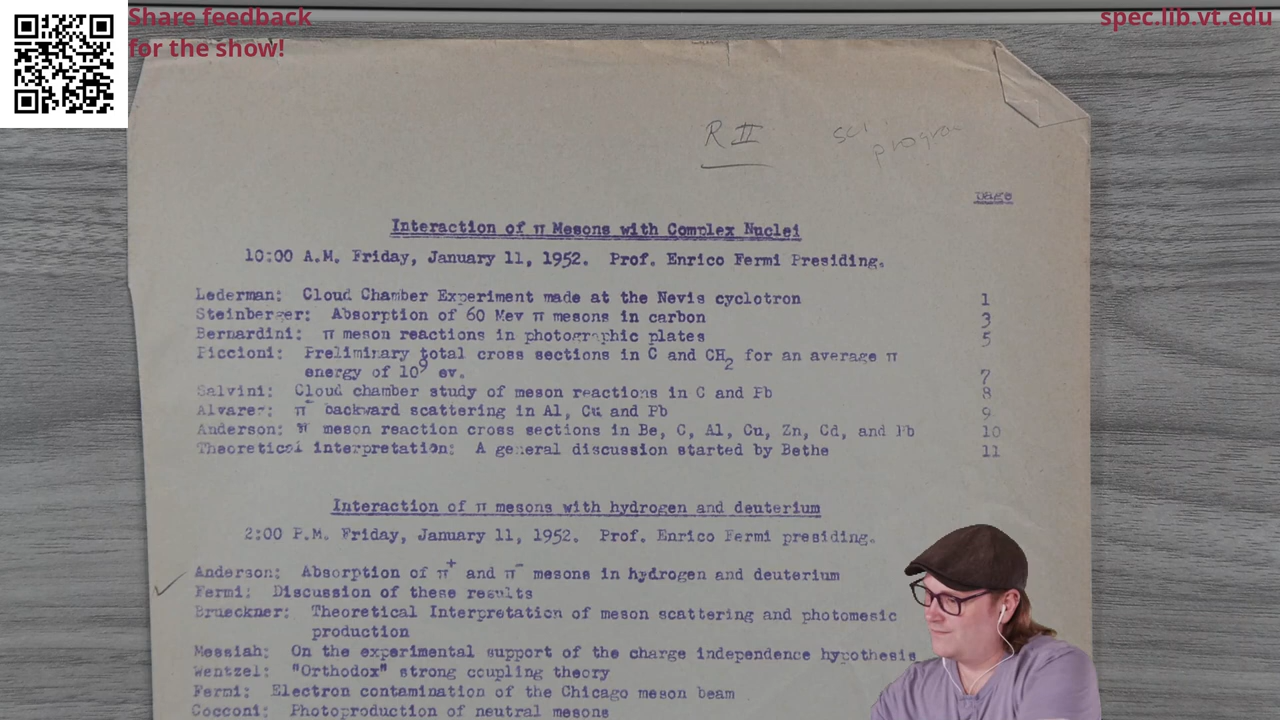 Share feedback
for the show!
spec.lib.vt.edu
R II
sci
program
page
Interaction of π Mesons with Complex Nuclei
10:00 A.M. Friday, January 11, 1952. Prof. Enrico Fermi Presiding.
Lederman: Cloud Chamber Experiment made at the Nevis cyclotron 1
Steinberger: Absorption of 60 Mev π mesons in carbon 3
Bernardini: π meson reactions in photographic plates 5
Piccioni: Preliminary total cross sections in C and CH₂ for an average π
energy of 10⁹ ev. 7
Salvini: Cloud chamber study of meson reactions in C and Pb 8
Alvarez: π⁻ backward scattering in Al, Cu and Pb 9
Anderson: π⁻ meson reaction cross sections in Be, C, Al, Cu, Zn, Cd, and Pb 10
Theoretical interpretation: A general discussion started by Bethe 11
Interaction of π mesons with hydrogen and deuterium
2:00 P.M. Friday, January 11, 1952. Prof. Enrico Fermi presiding.
Anderson: Absorption of π⁺ and π⁻ mesons in hydrogen and deuterium
Fermi: Discussion of these results
Brueckner: Theoretical Interpretation of meson scattering and photomesic
production
Messiah: On the experimental support of the charge independence hypothesis
Wentzel: "Orthodox" strong coupling theory
Fermi: Electron contamination of the Chicago meson beam
Cocconi: Photoproduction of neutral mesons